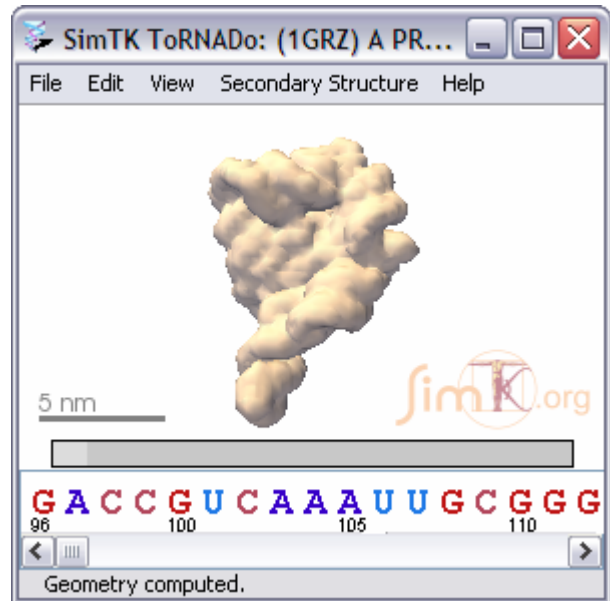 SimTK ToRNADo: (1GRZ) A PR...
File Edit View Secondary Structure Help
5 nm
SimTK.org
G A C C G U C A A A U U G C G G G
96 100 105 110
Geometry computed.